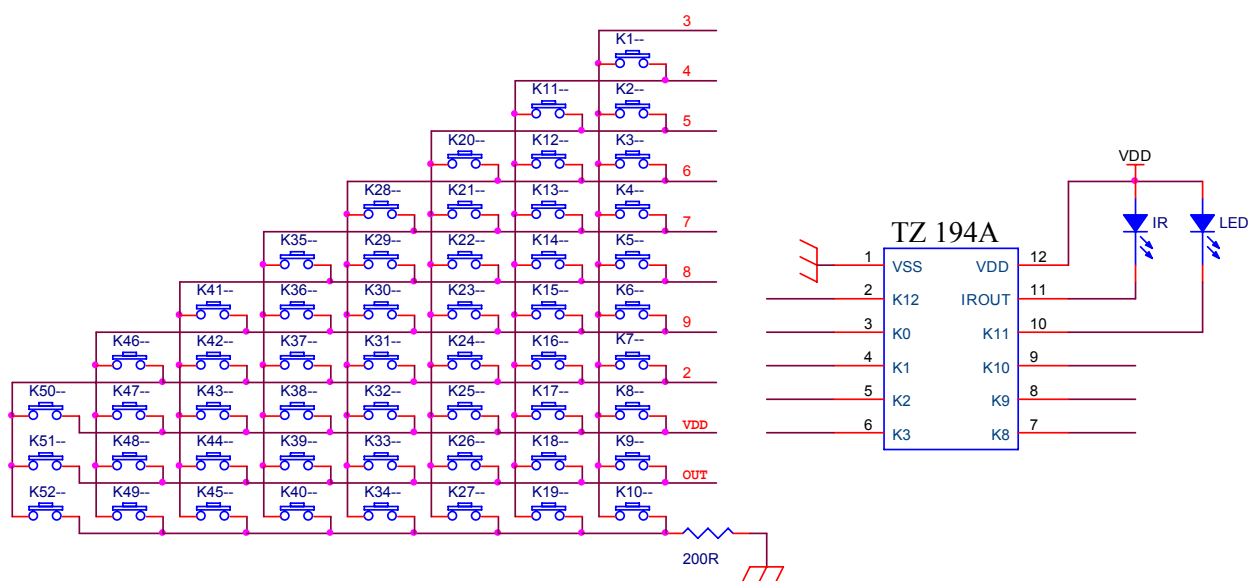 3
K1--
4
K11-- K2--
5
K20-- K12-- K3--
6
K28-- K21-- K13-- K4--
7
K35-- K29-- K22-- K14-- K5--
8
K41-- K36-- K30-- K23-- K15-- K6--
9
K46-- K42-- K37-- K31-- K24-- K16-- K7--
2
K50-- K47-- K43-- K38-- K32-- K25-- K17-- K8--
VDD
K51-- K48-- K44-- K39-- K33-- K26-- K18-- K9--
OUT
K52-- K49-- K45-- K40-- K34-- K27-- K19-- K10--
200R
VDD
IR LED
TZ 194A
1 VSS VDD 12
2 K12 IROUT 11
3 K0 K11 10
4 K1 K10 9
5 K2 K9 8
6 K3 K8 7